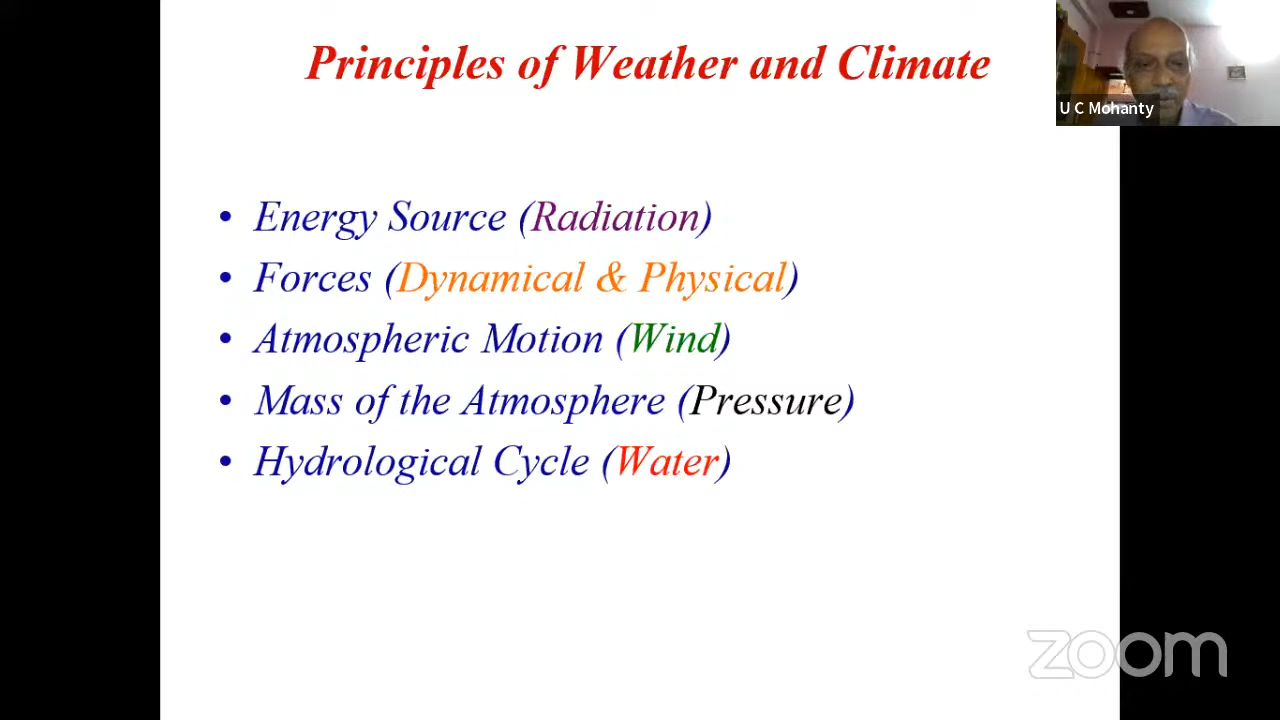 Principles of Weather and Climate
U C Mohanty
• Energy Source (Radiation)
• Forces (Dynamical & Physical)
• Atmospheric Motion (Wind)
• Mass of the Atmosphere (Pressure)
• Hydrological Cycle (Water)
zoom